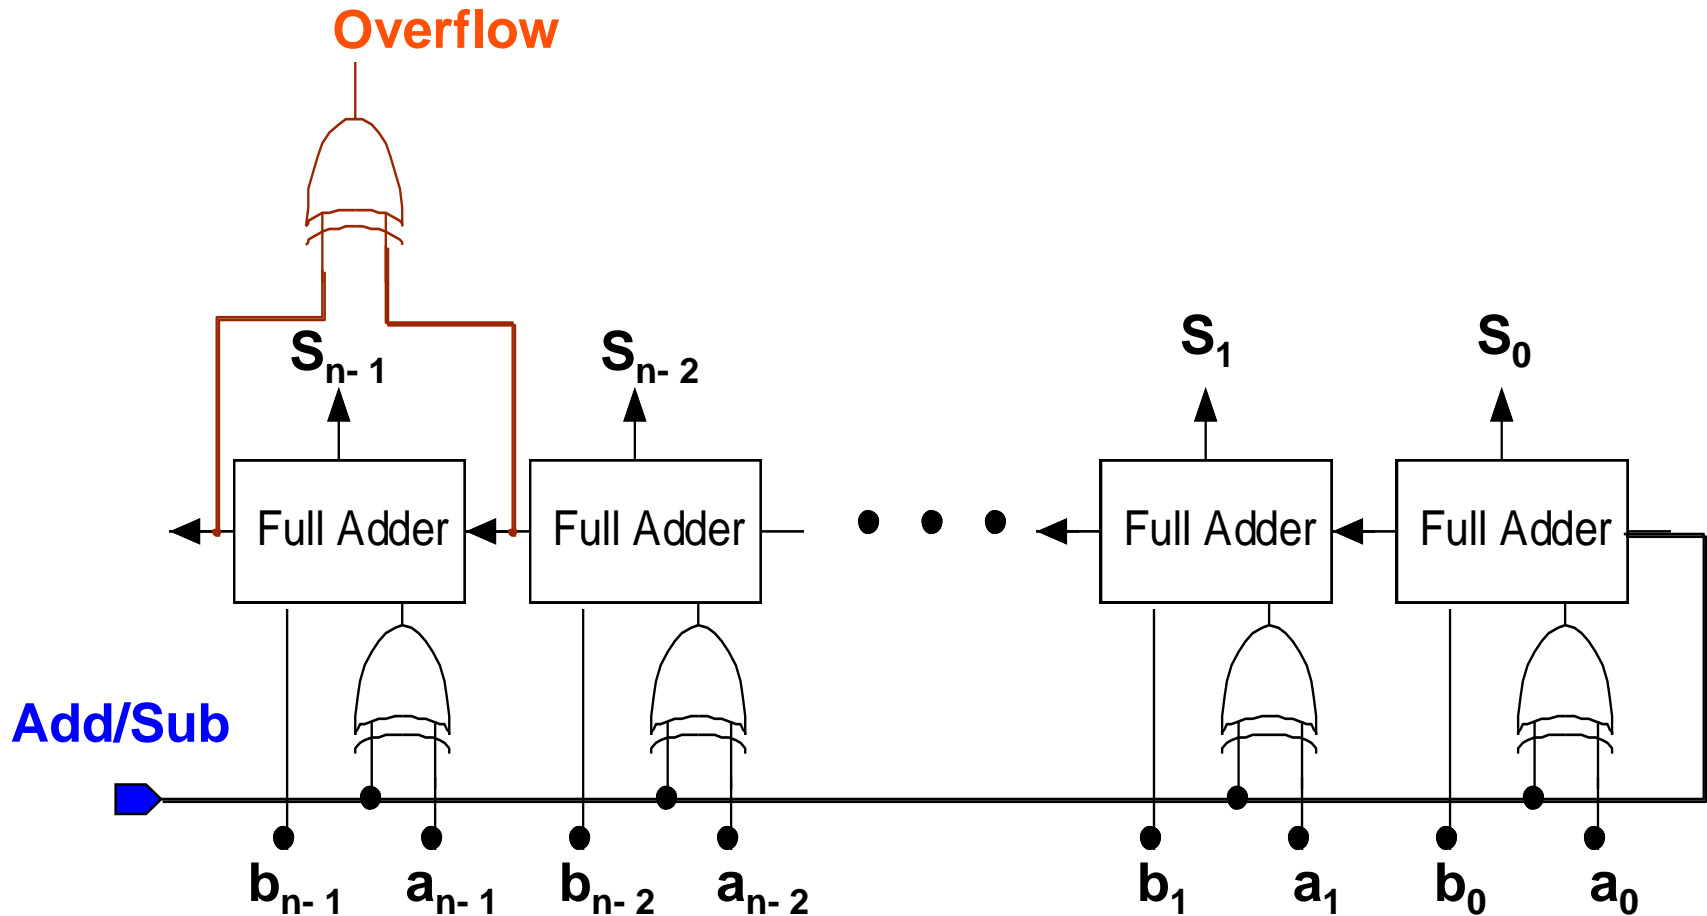 Overflow
Sn-1 Sn-2 S1 S0
Full Adder Full Adder Full Adder Full Adder
Add/Sub
bn-1 an-1 bn-2 an-2 b1 a1 b0 a0